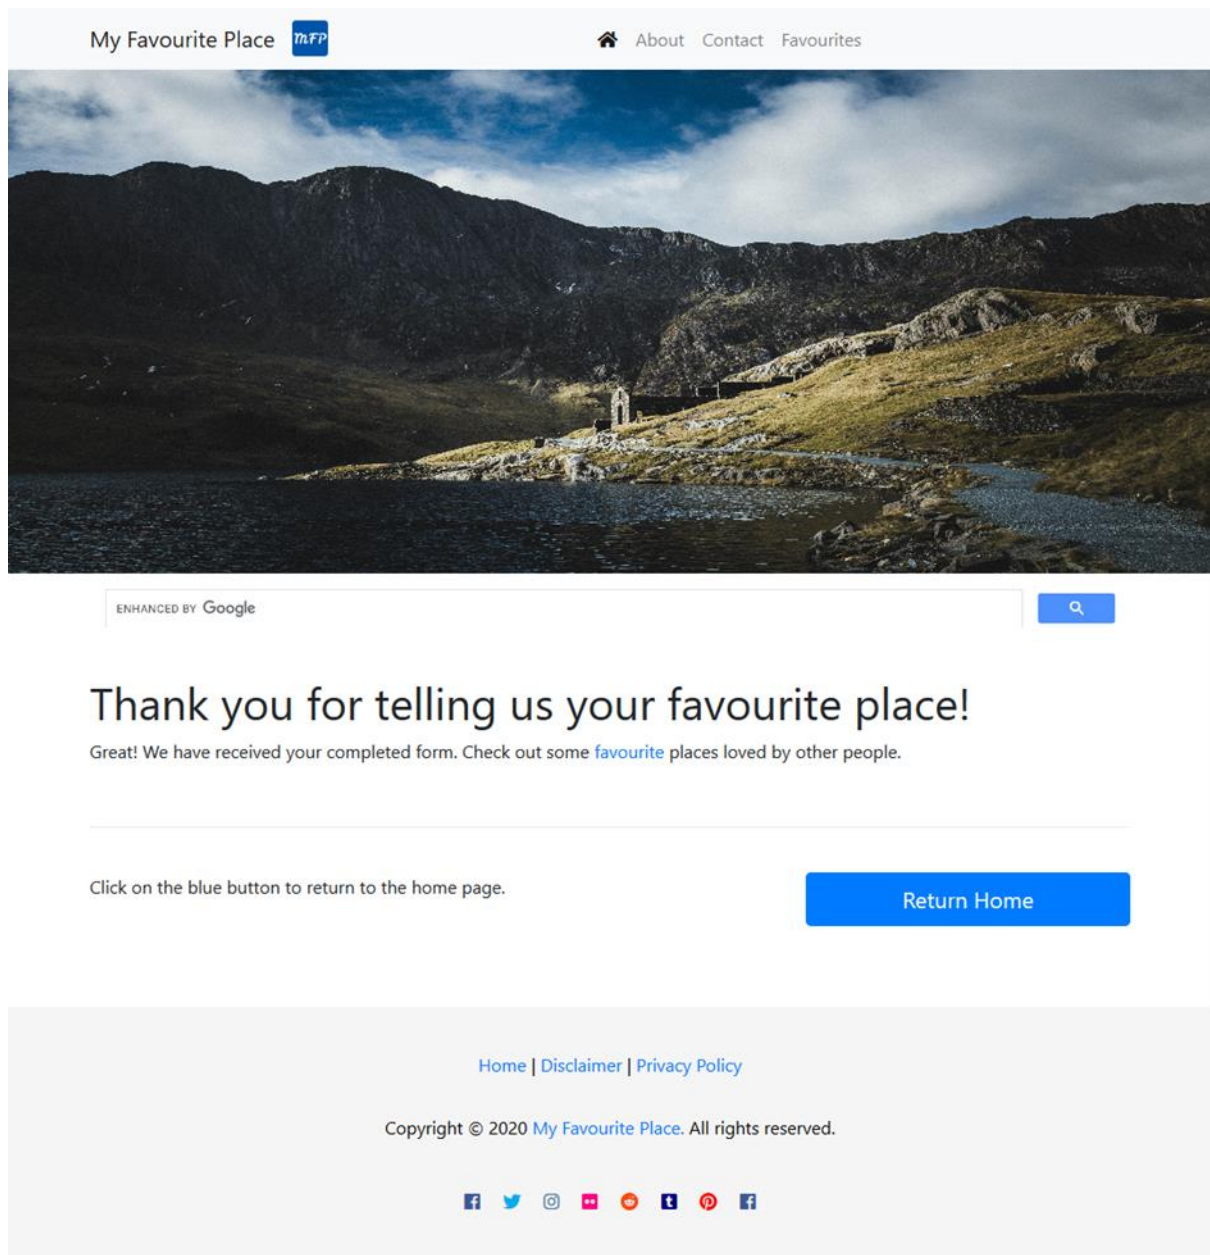 My Favourite Place MFP About Contact Favourites
ENHANCED BY Google
Thank you for telling us your favourite place!
Great! We have received your completed form. Check out some favourite places loved by other people.
Click on the blue button to return to the home page.
Return Home
Home | Disclaimer | Privacy Policy
Copyright © 2020 My Favourite Place. All rights reserved.